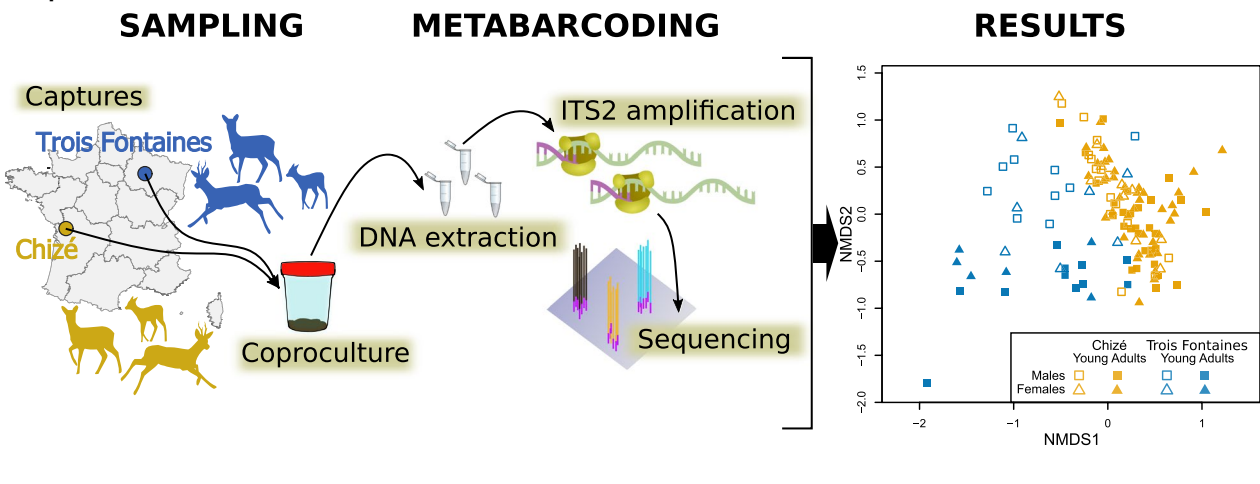 SAMPLING
METABARCODING
RESULTS
Captures
Trois Fontaines
Chizé
Coproculture
DNA extraction
ITS2 amplification
Sequencing
NMDS2
1.5
1.0
0.5
0.0
−0.5
−1.0
−1.5
−2.0
−2 −1 0 1
NMDS1
Chizé Trois Fontaines
Young Adults Young Adults
Males
Females